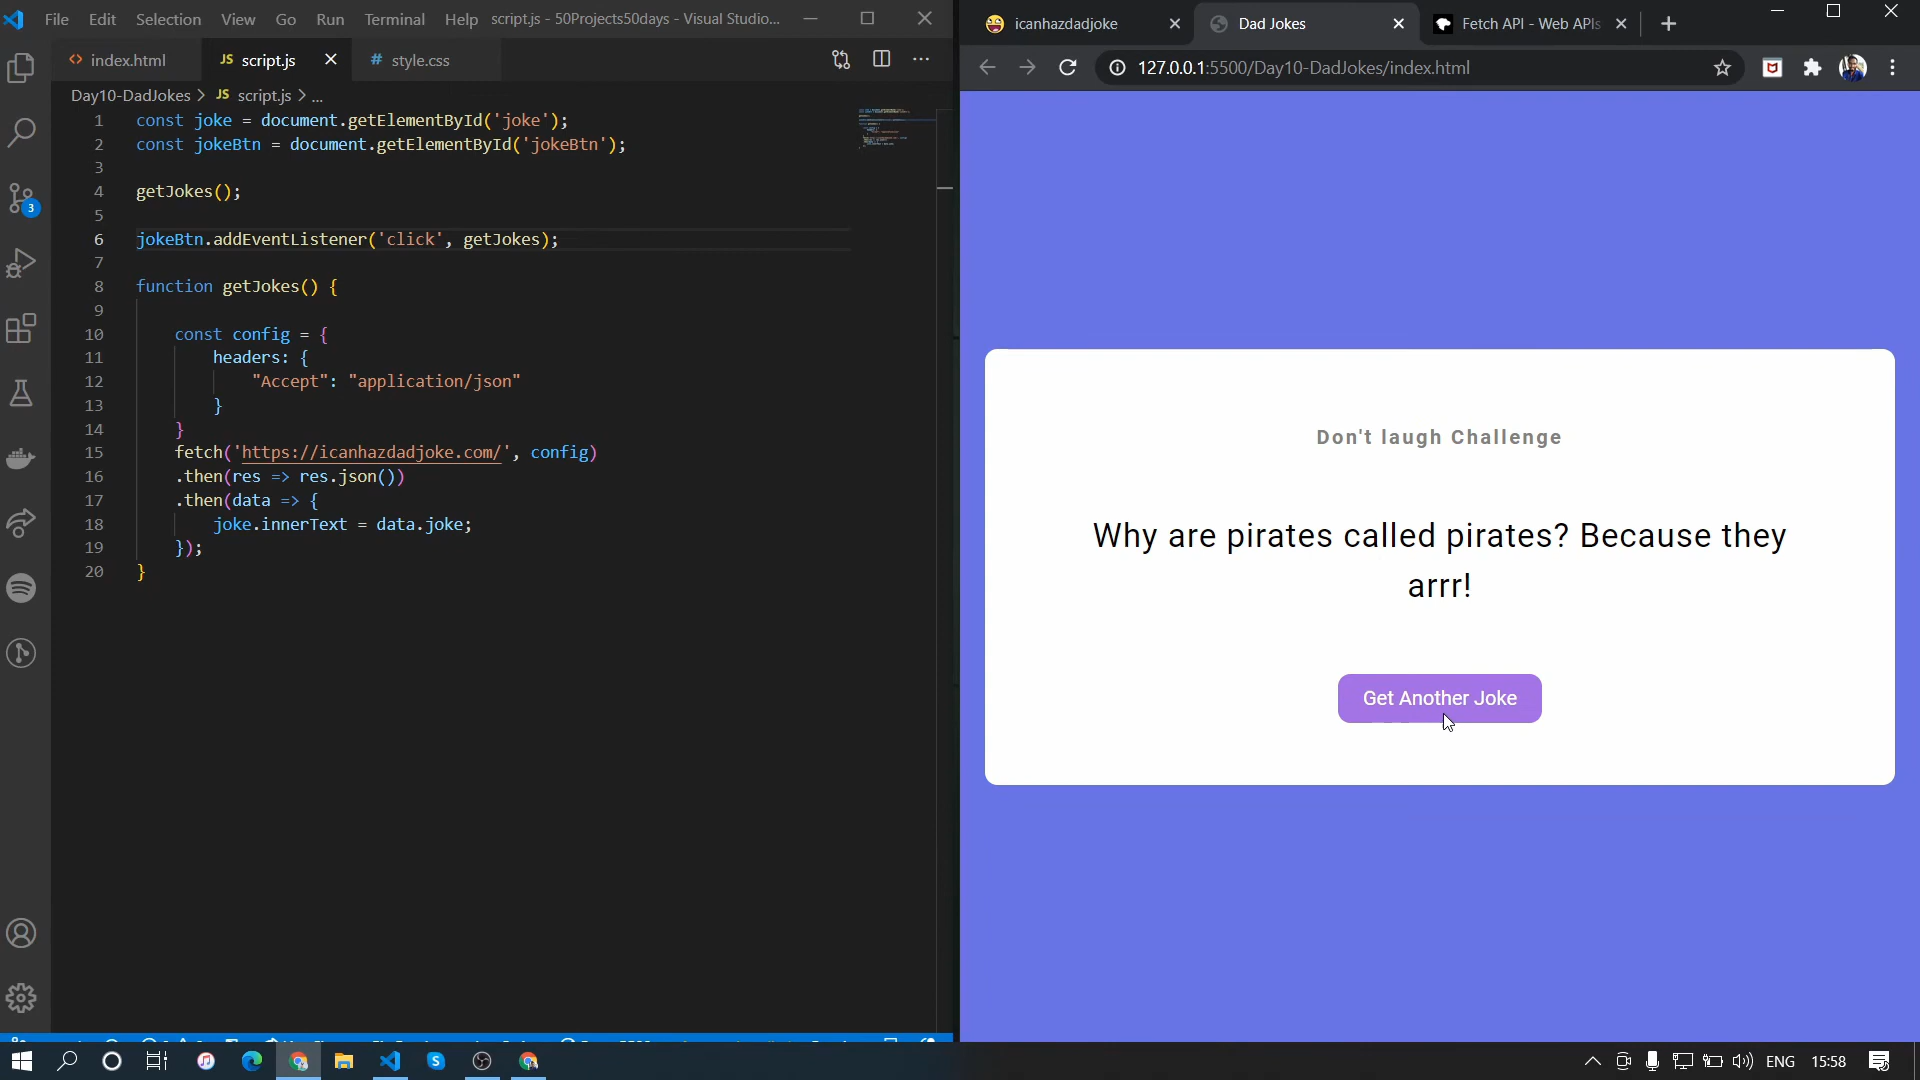 File Edit Selection View Go Run Terminal Help script.js - 50Projects50days - Visual Studio...
index.html JS script.js # style.css
Day10-DadJokes > JS script.js > ...
1 const joke = document.getElementById('joke');
2 const jokeBtn = document.getElementById('jokeBtn');
3
4 getJokes();
5
6 jokeBtn.addEventListener('click', getJokes);
7
8 function getJokes() {
9
10 const config = {
11 headers: {
12 "Accept": "application/json"
13 }
14 }
15 fetch('https://icanhazdadjoke.com/', config)
16 .then(res => res.json())
17 .then(data => {
18 joke.innerText = data.joke;
19 });
20 }
3
icanhazdadjoke Dad Jokes Fetch API - Web APIs
127.0.0.1:5500/Day10-DadJokes/index.html
Don't laugh Challenge
Why are pirates called pirates? Because they
arrr!
Get Another Joke
ENG 15:58